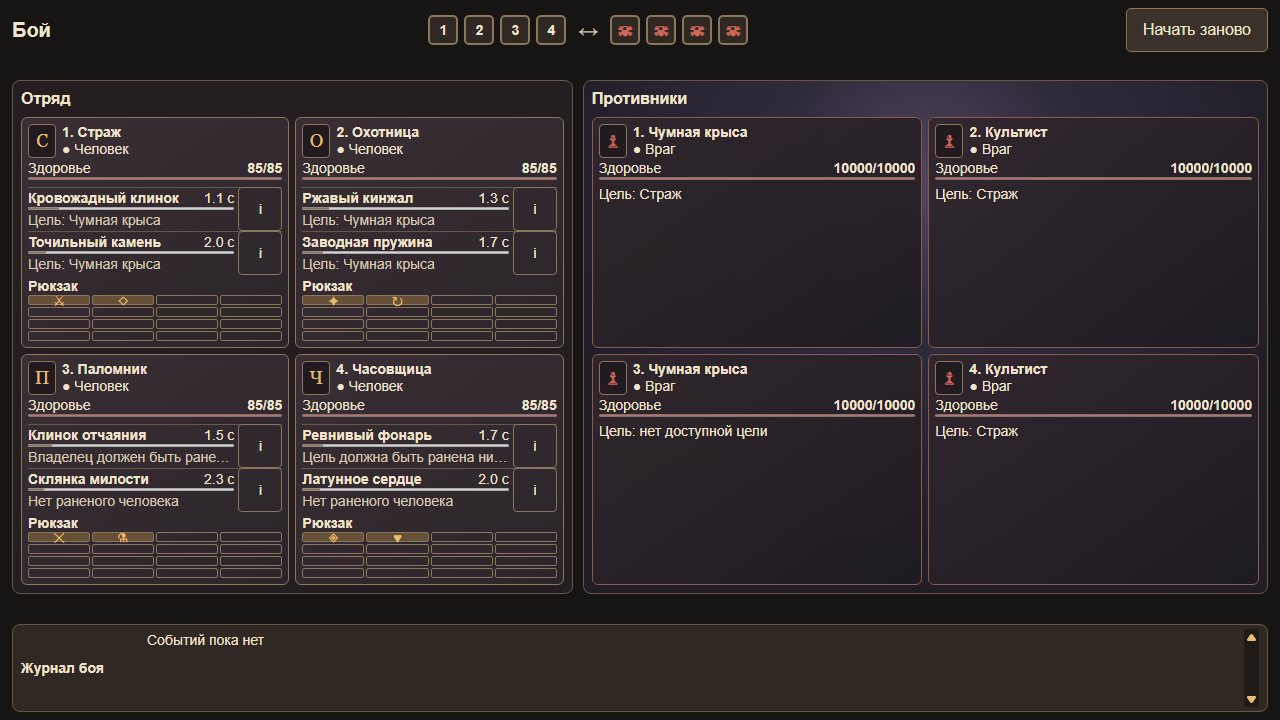 Бой
1 2 3 4 ↔
Начать заново
Отряд
С
1. Страж
● Человек
Здоровье 85/85
Кровожадный клинок 1.1 с
Цель: Чумная крыса
i
Точильный камень 2.0 с
Цель: Чумная крыса
i
Рюкзак
О
2. Охотница
● Человек
Здоровье 85/85
Ржавый кинжал 1.3 с
Цель: Чумная крыса
i
Заводная пружина 1.7 с
Цель: Чумная крыса
i
Рюкзак
П
3. Паломник
● Человек
Здоровье 85/85
Клинок отчаяния 1.5 с
Владелец должен быть ране...
i
Склянка милости 2.3 с
Нет раненого человека
i
Рюкзак
Ч
4. Часовщица
● Человек
Здоровье 85/85
Ревнивый фонарь 1.7 с
Цель должна быть ранена ни...
i
Латунное сердце 2.0 с
Нет раненого человека
i
Рюкзак
Противники
1. Чумная крыса
● Враг
Здоровье 10000/10000
Цель: Страж
2. Культист
● Враг
Здоровье 10000/10000
Цель: Страж
3. Чумная крыса
● Враг
Здоровье 10000/10000
Цель: нет доступной цели
4. Культист
● Враг
Здоровье 10000/10000
Цель: Страж
Событий пока нет
Журнал боя